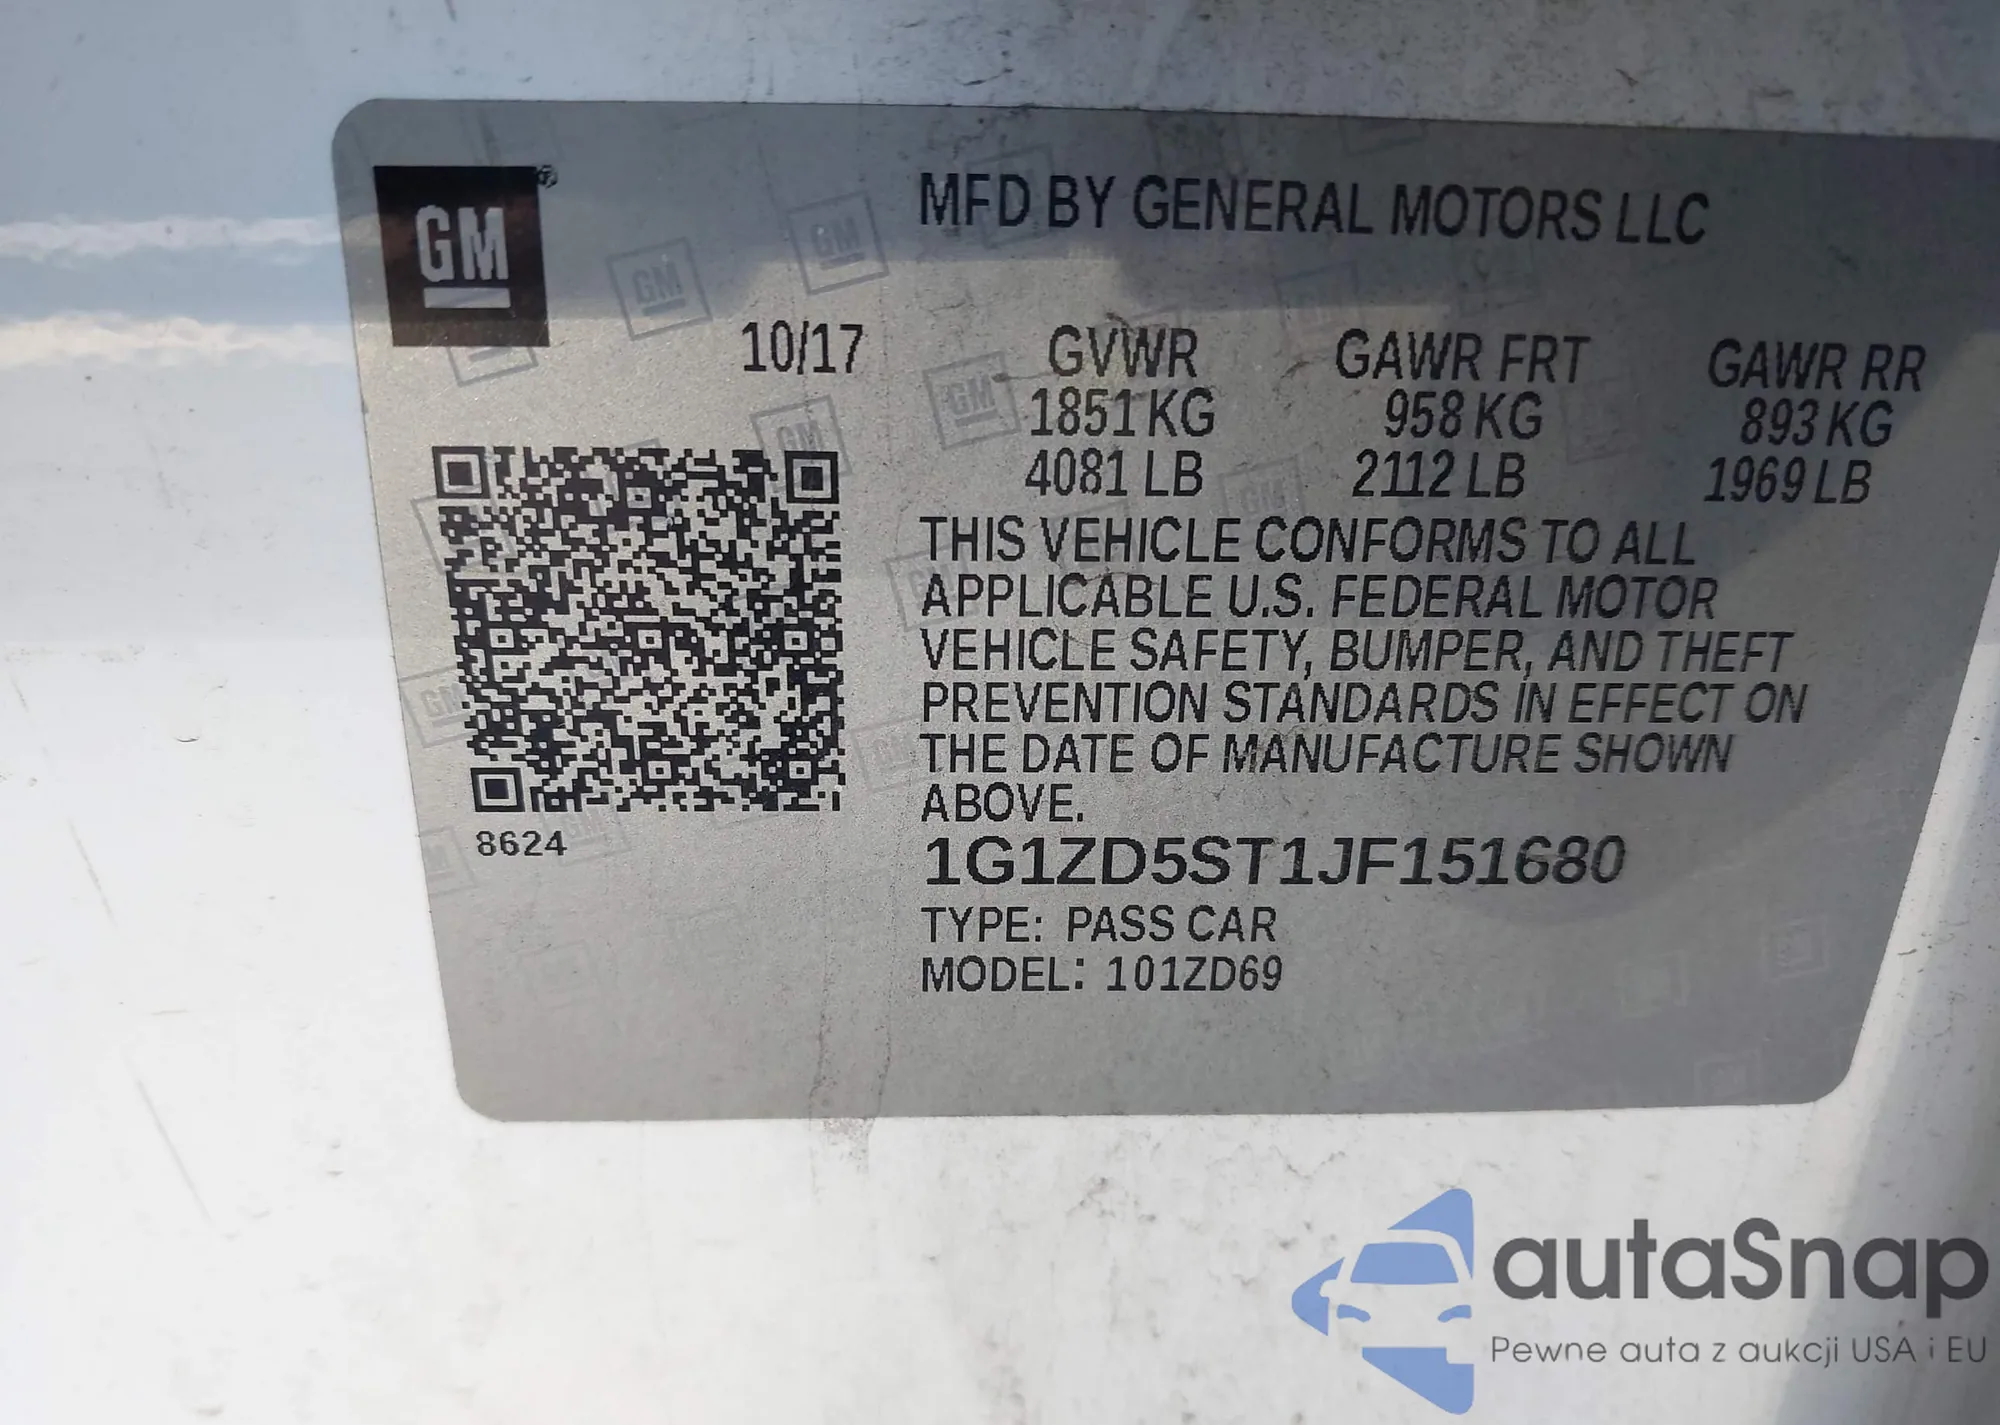 GM
MFD BY GENERAL MOTORS LLC
10/17 GVWR GAWR FRT GAWR RR
1851 KG 958 KG 893 KG
4081 LB 2112 LB 1969 LB
THIS VEHICLE CONFORMS TO ALL
APPLICABLE U.S. FEDERAL MOTOR
VEHICLE SAFETY, BUMPER, AND THEFT
PREVENTION STANDARDS IN EFFECT ON
THE DATE OF MANUFACTURE SHOWN
ABOVE.
8624
1G1ZD5ST1JF151680
TYPE: PASS CAR
MODEL: 101ZD69
autaSnap
Pewne auta z aukcji USA i EU